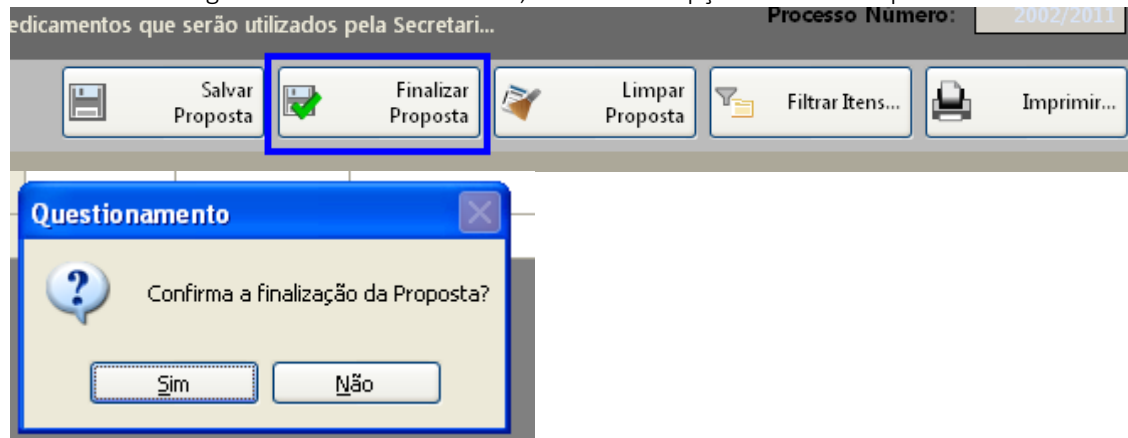 edicamentos que serão utilizados pela Secretari...
Processo Número: 2002/2011
Salvar
Proposta
Finalizar
Proposta
Limpar
Proposta
Filtrar Itens...
Imprimir...
Questionamento
Confirma a finalização da Proposta?
Sim
Não